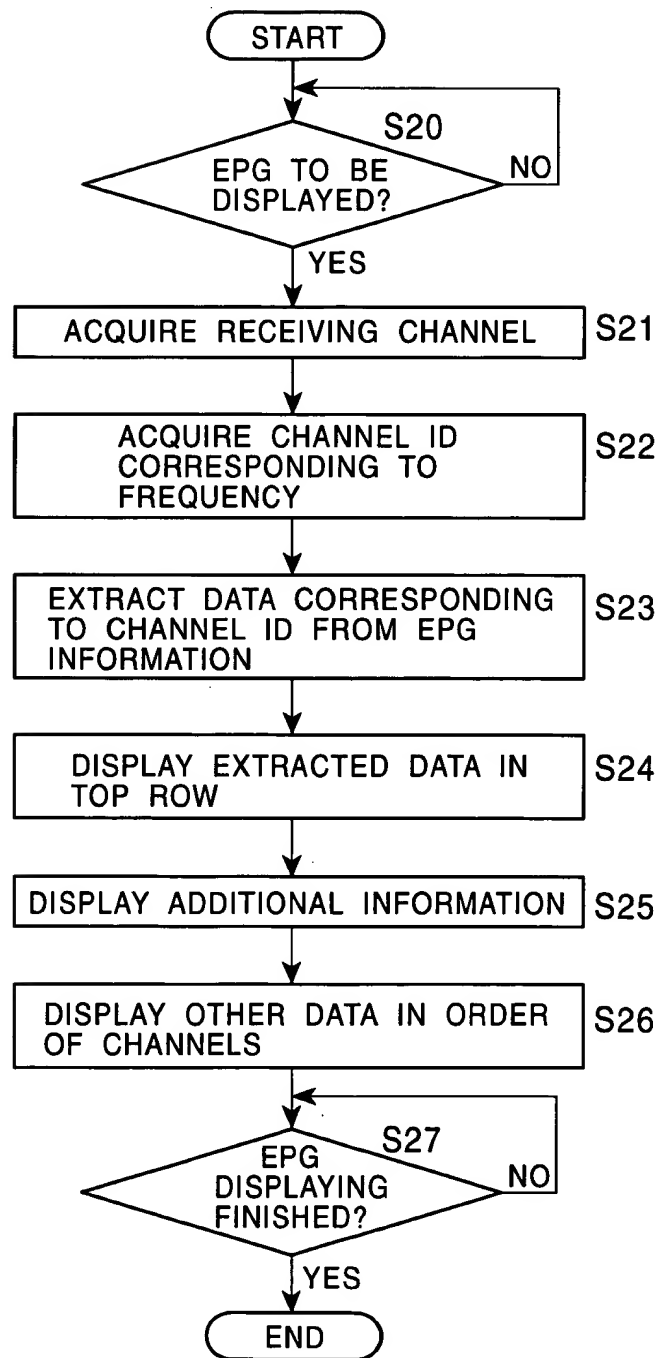 START
S20
EPG TO BE
DISPLAYED?
NO
YES
ACQUIRE RECEIVING CHANNEL
S21
ACQUIRE CHANNEL ID
CORRESPONDING TO
FREQUENCY
S22
EXTRACT DATA CORRESPONDING
TO CHANNEL ID FROM EPG
INFORMATION
S23
DISPLAY EXTRACTED DATA IN
TOP ROW
S24
DISPLAY ADDITIONAL INFORMATION
S25
DISPLAY OTHER DATA IN ORDER
OF CHANNELS
S26
S27
EPG
DISPLAYING
FINISHED?
NO
YES
END